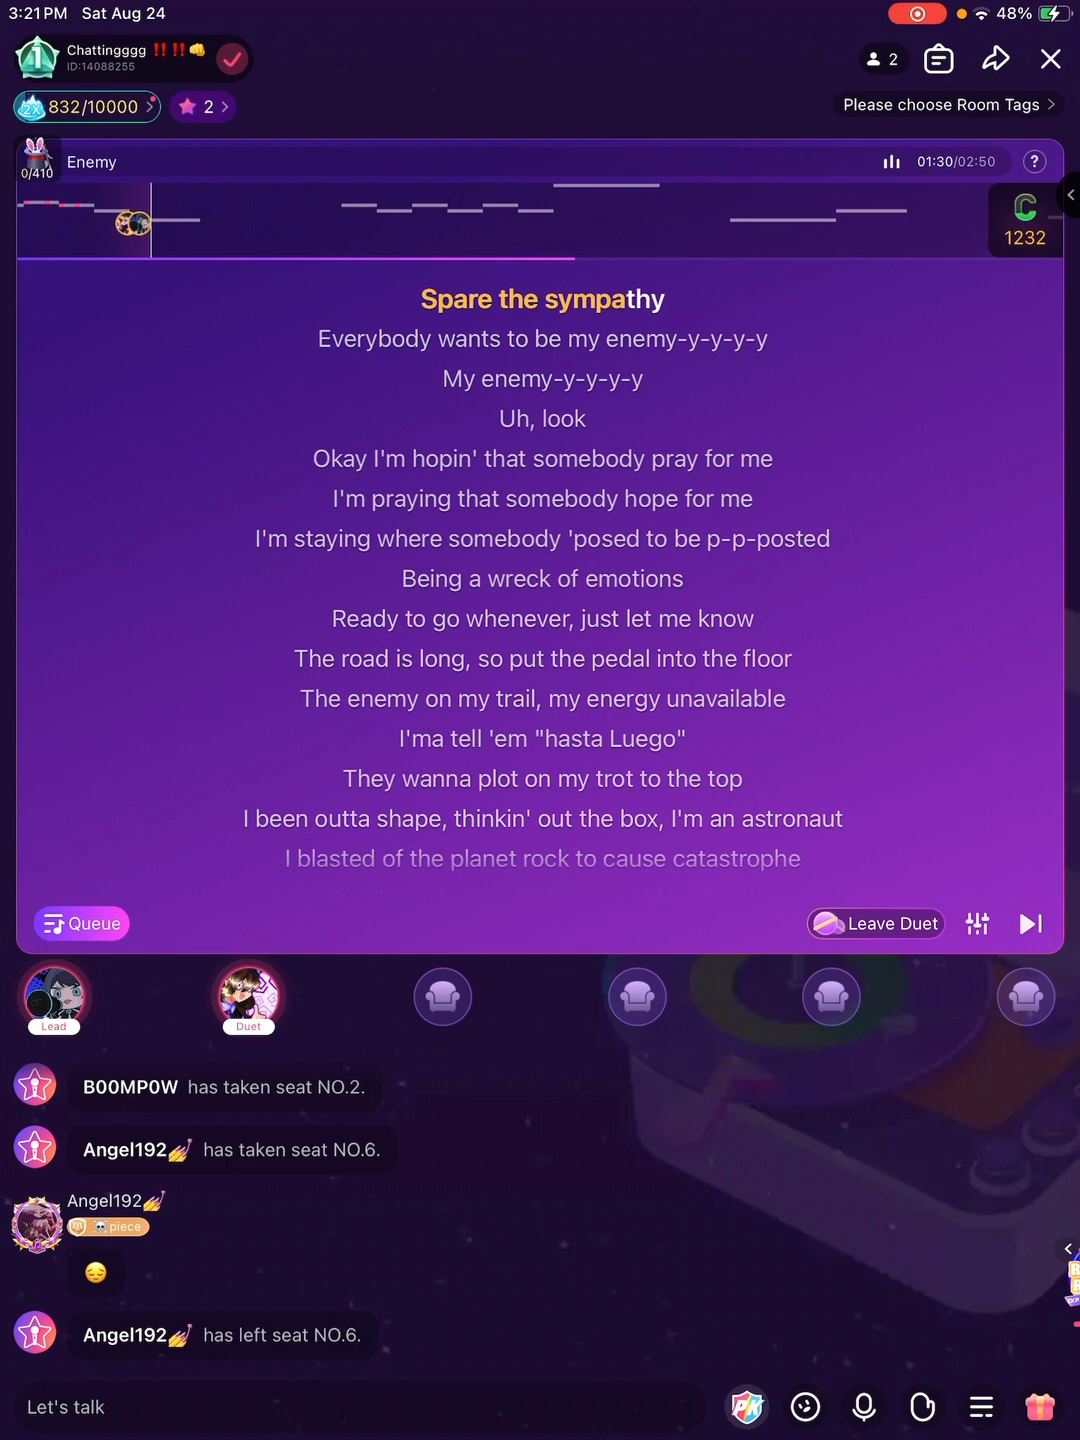 3:21 PM Sat Aug 24
48%
Chattingggg ‼️‼️👊
ID:14088255
2
2X 832/10000
2
Please choose Room Tags
0/410
Enemy
01:30/02:50
?
C
1232
Spare the sympathy
Everybody wants to be my enemy-y-y-y-y
My enemy-y-y-y-y
Uh, look
Okay I'm hopin' that somebody pray for me
I'm praying that somebody hope for me
I'm staying where somebody 'posed to be p-p-posted
Being a wreck of emotions
Ready to go whenever, just let me know
The road is long, so put the pedal into the floor
The enemy on my trail, my energy unavailable
I'ma tell 'em "hasta Luego"
They wanna plot on my trot to the top
I been outta shape, thinkin' out the box, I'm an astronaut
I blasted of the planet rock to cause catastrophe
Queue
Leave Duet
Lead
Duet
B00MP0W has taken seat NO.2.
Angel192💅 has taken seat NO.6.
Angel192💅
☠️piece
😔
Angel192💅 has left seat NO.6.
Let's talk
PK